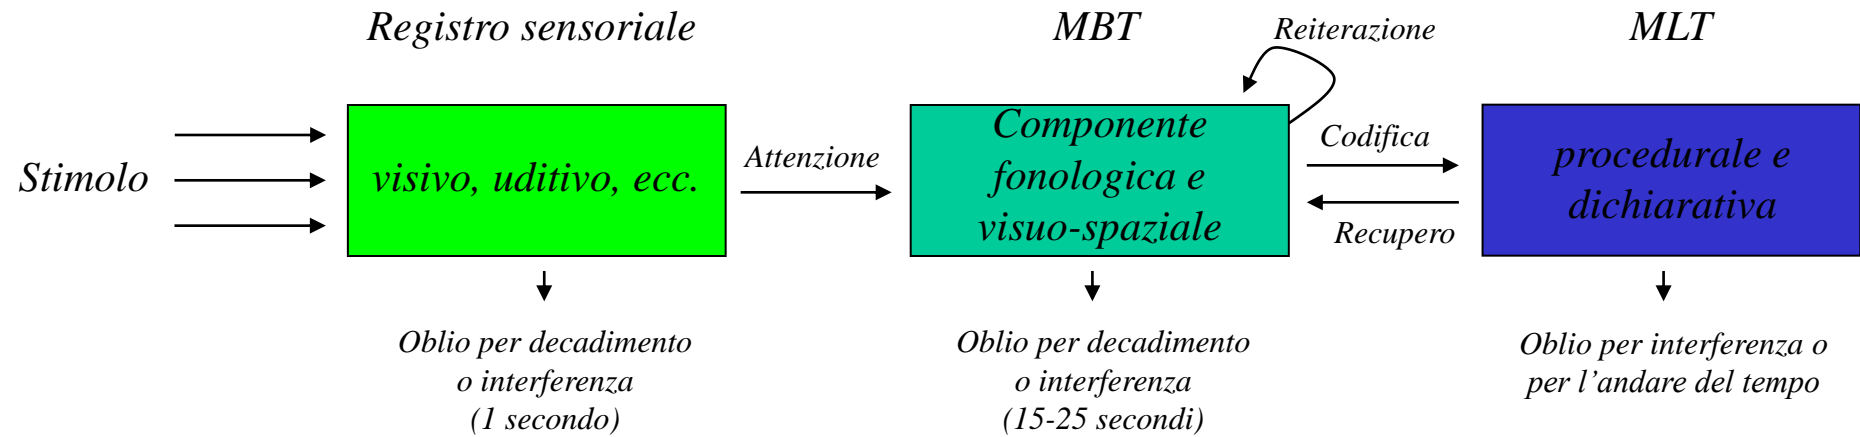 Registro sensoriale
MBT
Reiterazione
MLT
Stimolo
visivo, uditivo, ecc.
Attenzione
Componente
fonologica e
visuo-spaziale
Codifica
Recupero
procedurale e
dichiarativa
Oblio per decadimento
o interferenza
(1 secondo)
Oblio per decadimento
o interferenza
(15-25 secondi)
Oblio per interferenza o
per l’andare del tempo